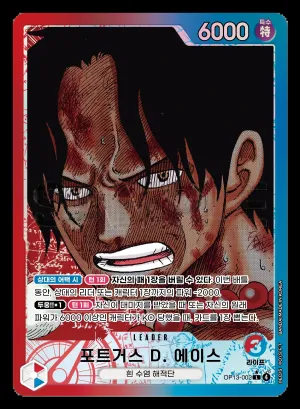 6000
특수
特
상대의 어택 시 턴 1회 자신의 패 1장을 버릴 수 있다: 이번 배틀
동안, 상대의 리더 또는 캐릭터 1장까지의 파워 -2000.
두웅!!×1 턴 1회 자신이 대미지를 받았을 때 또는 자신의 원래
파워가 6000 이상인 캐릭터가 KO 당했을 때, 카드를 1장 뽑는다.
LEADER
포트거스 D. 에이스
흰 수염 해적단
3
라이프
OP13-002 L